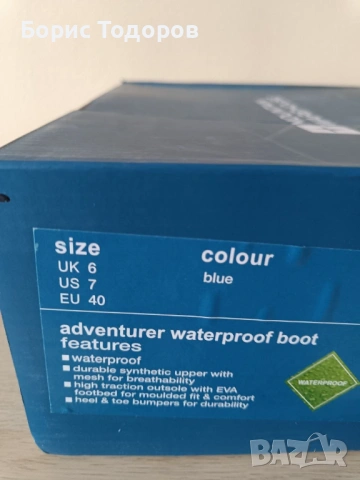 Борис Тодоров
size
colour
UK 6
blue
US 7
EU 40
adventurer waterproof boot
features
waterproof
durable synthetic upper with
mesh for breathability
high traction outsole with EVA
footbed for moulded fit & comfort
heel & toe bumpers for durability
WATERPROOF
BAZAR